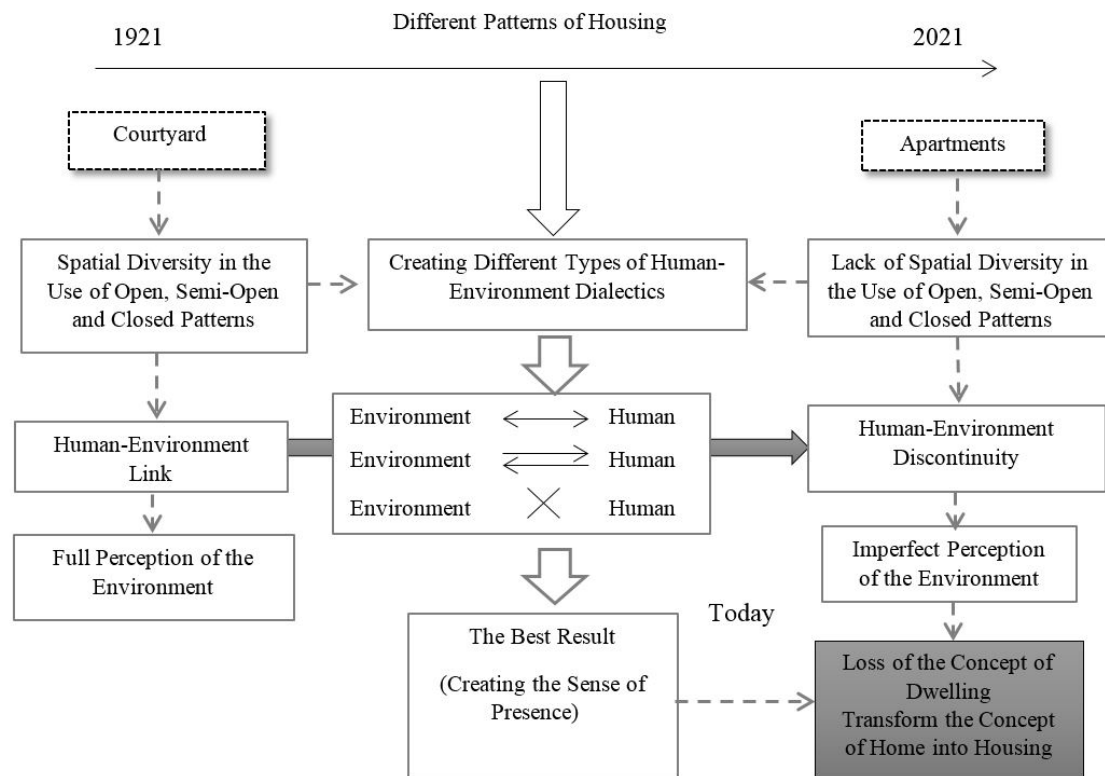 Different Patterns of Housing
1921
2021
Courtyard
Apartments
Spatial Diversity in the
Use of Open, Semi-Open
and Closed Patterns
Creating Different Types of Human-
Environment Dialectics
Lack of Spatial Diversity in
the Use of Open, Semi-Open
and Closed Patterns
Human-Environment
Link
Environment Human
Environment Human
Environment Human
Human-Environment
Discontinuity
Full Perception of the
Environment
Imperfect Perception
of the Environment
The Best Result
(Creating the Sense of
Presence)
Today
Loss of the Concept of
Dwelling
Transform the Concept
of Home into Housing